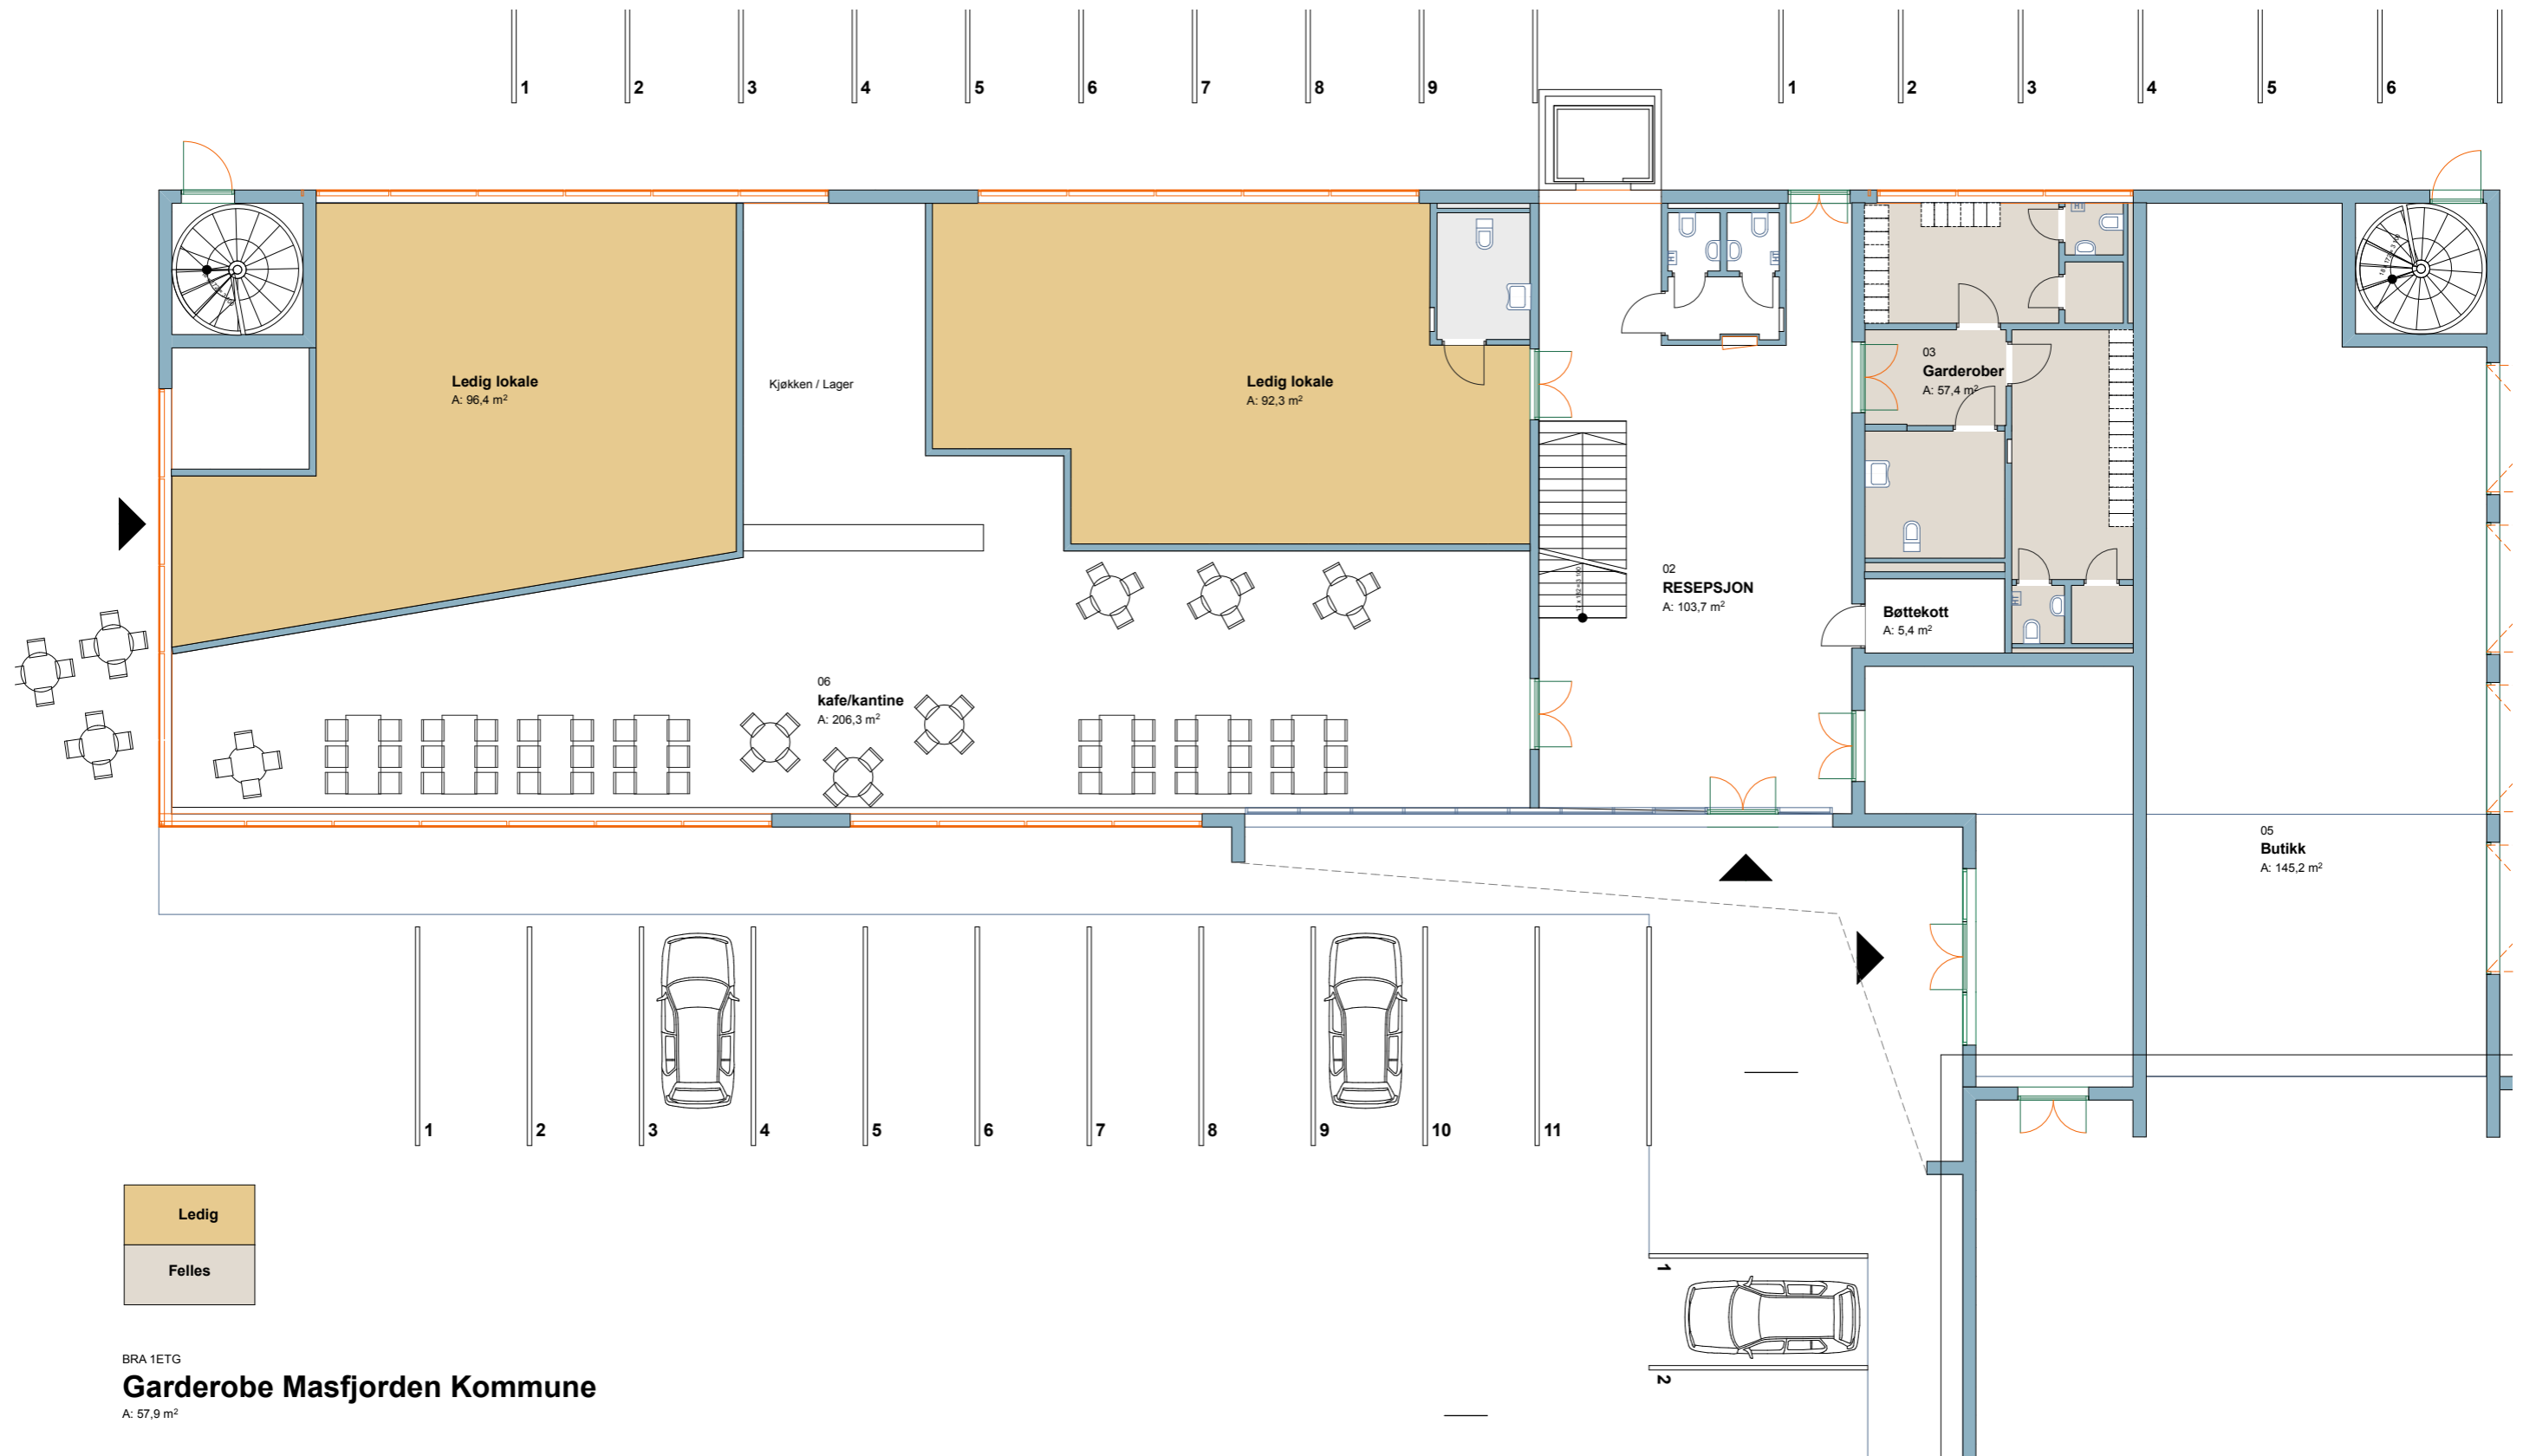 1 2 3 4 5 6 7 8 9 1 2 3 4 5 6
Ledig lokale
A: 96,4 m²
Kjøkken / Lager
Ledig lokale
A: 92,3 m²
03
Garderober
A: 57,4 m²
02
RESEPSJON
A: 103,7 m²
Bøttekott
A: 5,4 m²
06
kafe/kantine
A: 206,3 m²
05
Butikk
A: 145,2 m²
1 2 3 4 5 6 7 8 9 10 11
1
2
Ledig
Felles
BRA 1ETG
Garderobe Masfjorden Kommune
A: 57,9 m²